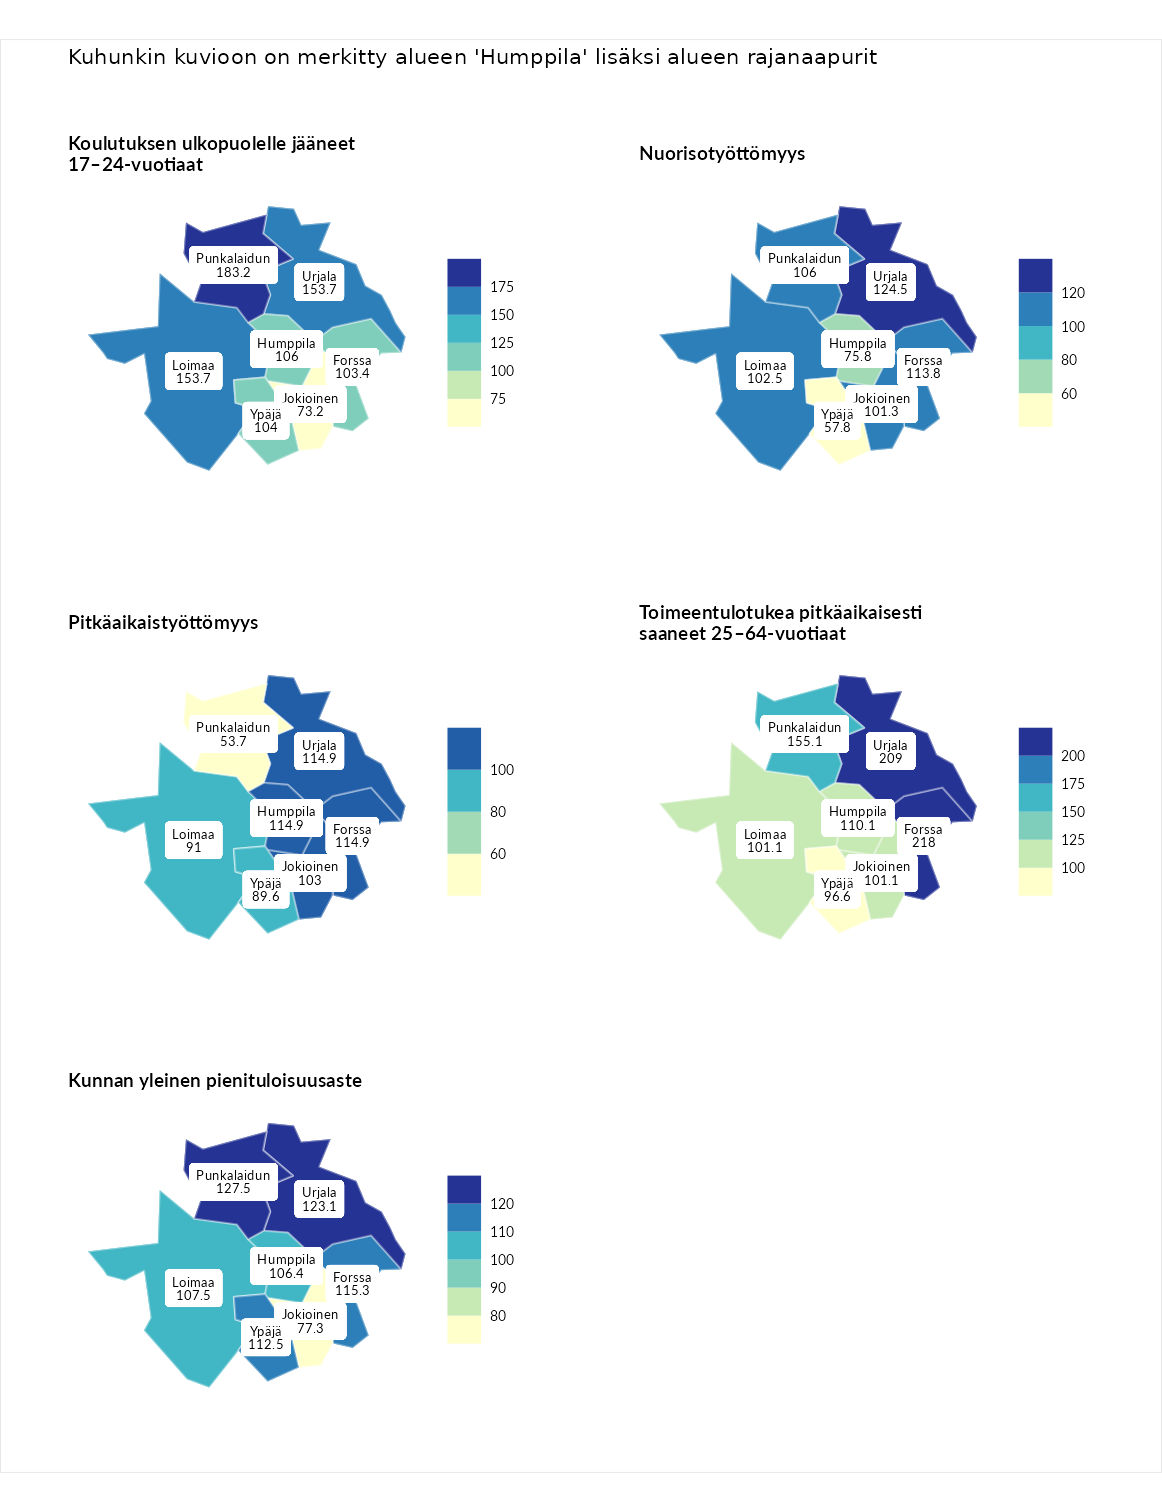 Kuhunkin kuvioon on merkitty alueen 'Humppila' lisäksi alueen rajanaapurit
Koulutuksen ulkopuolelle jääneet
17–24-vuotiaat
Punkalaidun
183.2
Urjala
153.7
Humppila
106
Forssa
103.4
Loimaa
153.7
Jokioinen
73.2
Ypäjä
104
175
150
125
100
75
Nuorisotyöttömyys
Punkalaidun
106
Urjala
124.5
Humppila
75.8
Forssa
113.8
Loimaa
102.5
Jokioinen
101.3
Ypäjä
57.8
120
100
80
60
Pitkäaikaistyöttömyys
Punkalaidun
53.7
Urjala
114.9
Humppila
114.9
Forssa
114.9
Loimaa
91
Jokioinen
103
Ypäjä
89.6
100
80
60
Toimeentulotukea pitkäaikaisesti
saaneet 25–64-vuotiaat
Punkalaidun
155.1
Urjala
209
Humppila
110.1
Forssa
218
Loimaa
101.1
Jokioinen
101.1
Ypäjä
96.6
200
175
150
125
100
Kunnan yleinen pienituloisuusaste
Punkalaidun
127.5
Urjala
123.1
Humppila
106.4
Forssa
115.3
Loimaa
107.5
Jokioinen
77.3
Ypäjä
112.5
120
110
100
90
80